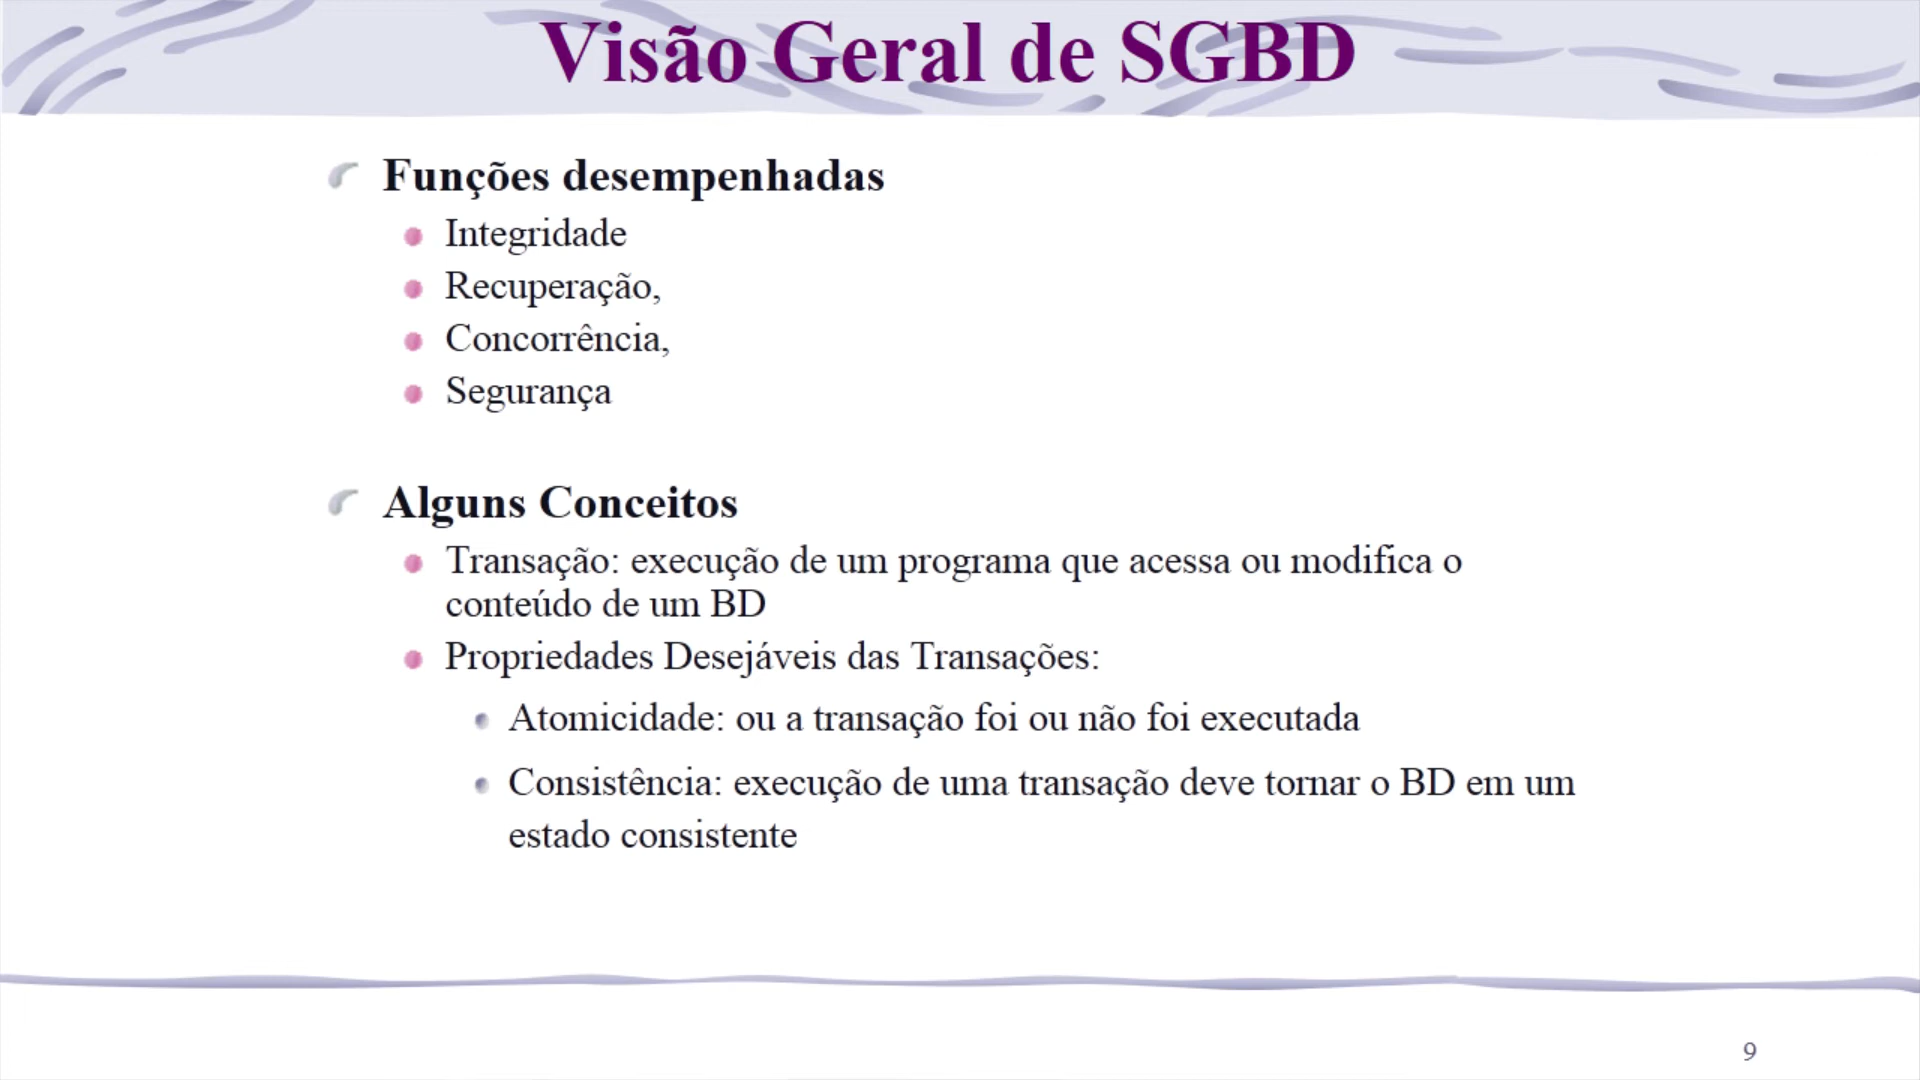 Visão Geral de SGBD
Funções desempenhadas
Integridade
Recuperação,
Concorrência,
Segurança
Alguns Conceitos
Transação: execução de um programa que acessa ou modifica o
conteúdo de um BD
Propriedades Desejáveis das Transações:
Atomicidade: ou a transação foi ou não foi executada
Consistência: execução de uma transação deve tornar o BD em um
estado consistente
9